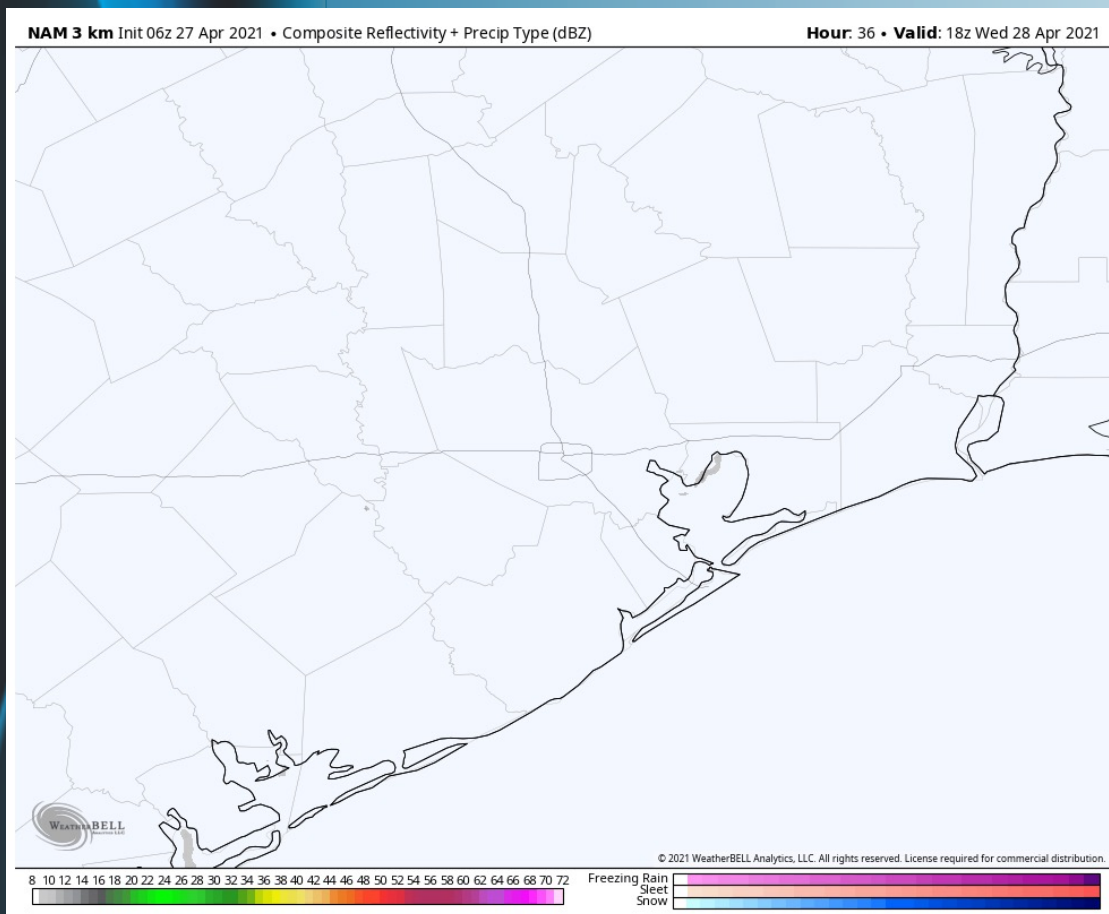 NAM 3 km Init 06z 27 Apr 2021 • Composite Reflectivity + Precip Type (dBZ)
Hour: 36 • Valid: 18z Wed 28 Apr 2021
WEATHERBELL
© 2021 WeatherBELL Analytics, LLC. All rights reserved. License required for commercial distribution.
8 10 12 14 16 18 20 22 24 26 28 30 32 34 36 38 40 42 44 46 48 50 52 54 56 58 60 62 64 66 68 70 72
Freezing Rain
Sleet
Snow